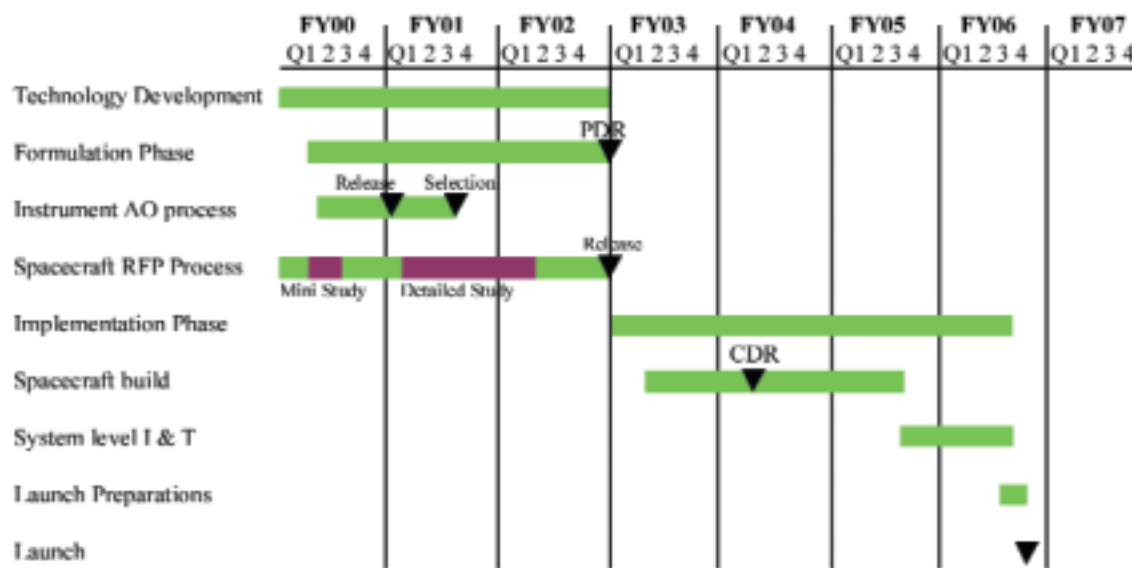 FY00 FY01 FY02 FY03 FY04 FY05 FY06 FY07
Q1 2 3 4 Q1 2 3 4 Q1 2 3 4 Q1 2 3 4 Q1 2 3 4 Q1 2 3 4 Q1 2 3 4 Q1 2 3 4
Technology Development
PDR
Formulation Phase
Release Selection
Instrument AO process
Release
Spacecraft RFP Process
Mini Study Detailed Study
Implementation Phase
CDR
Spacecraft build
System level I & T
Launch Preparations
Launch